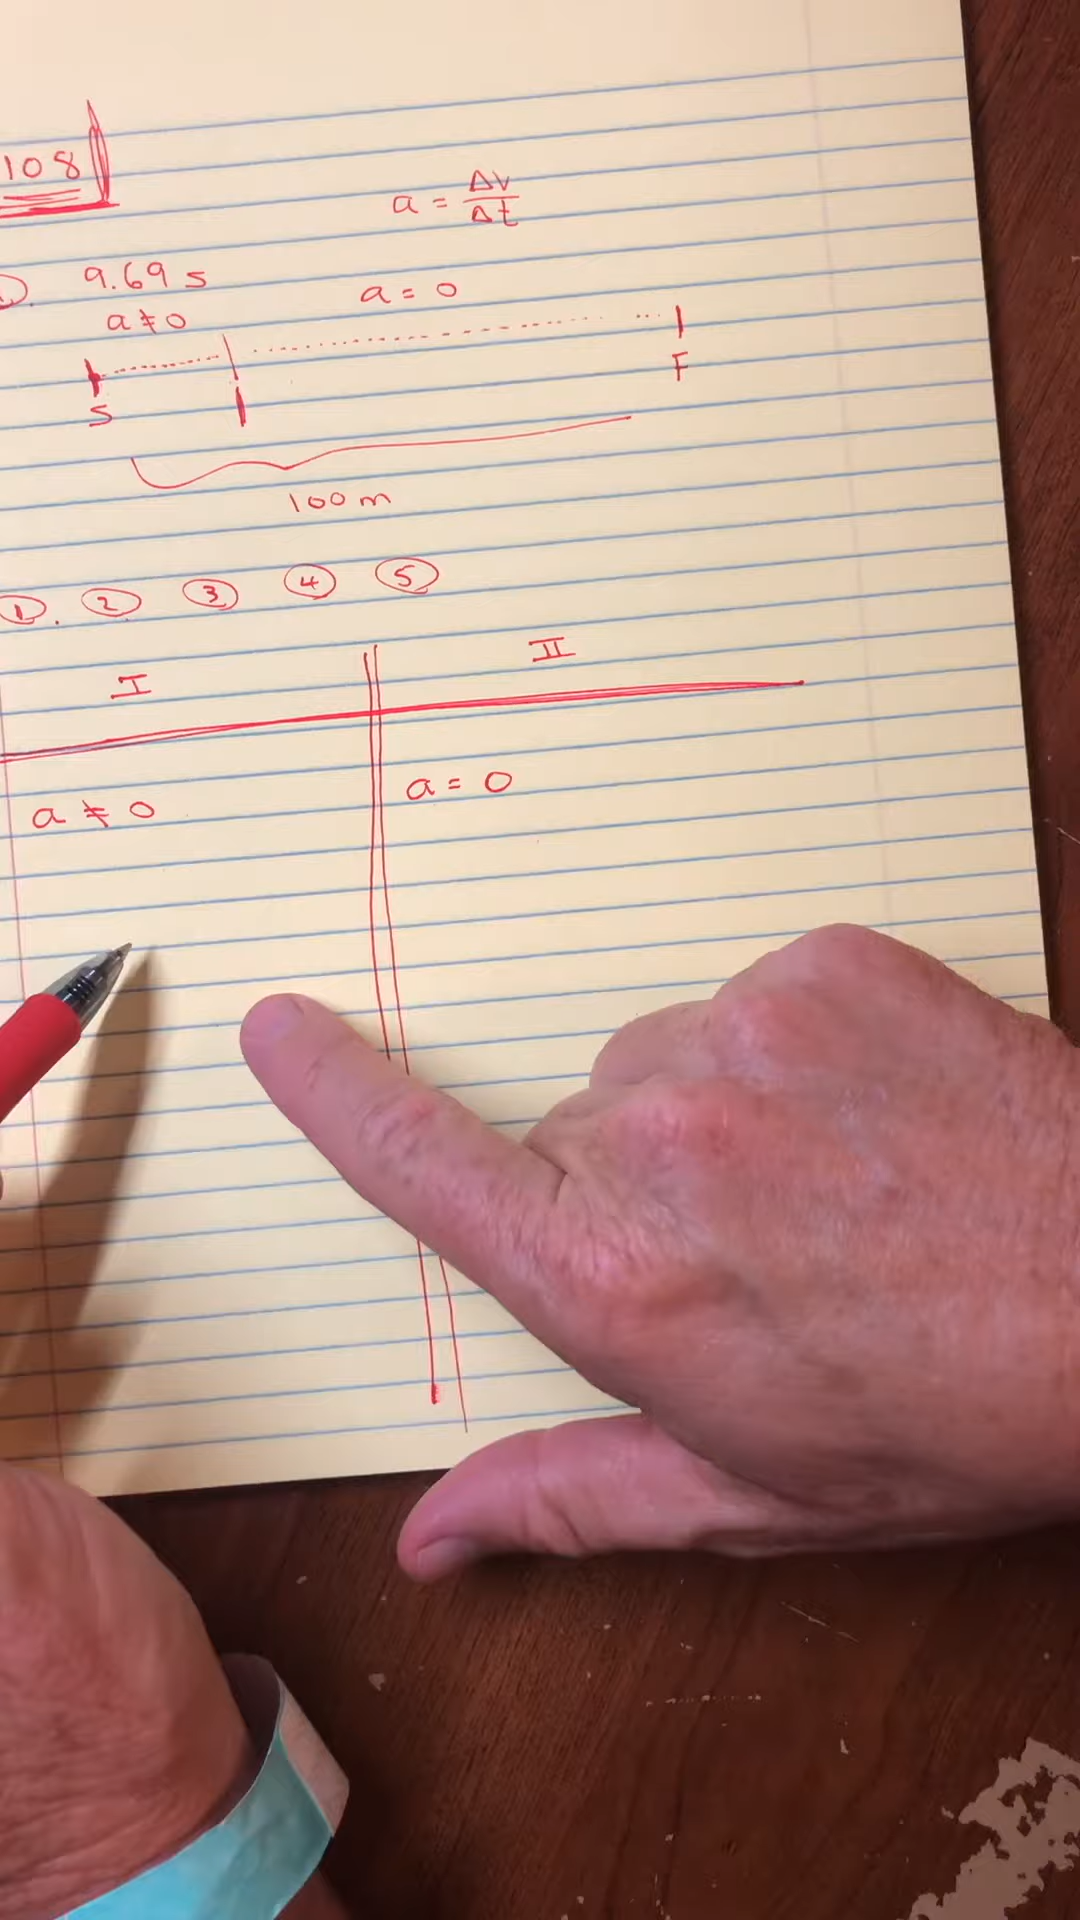 108
a = Δv/Δt
9.69 s
a ≠ 0
a = 0
S
F
100 m
① . ② ③ ④ ⑤
I II
a ≠ 0 a = 0